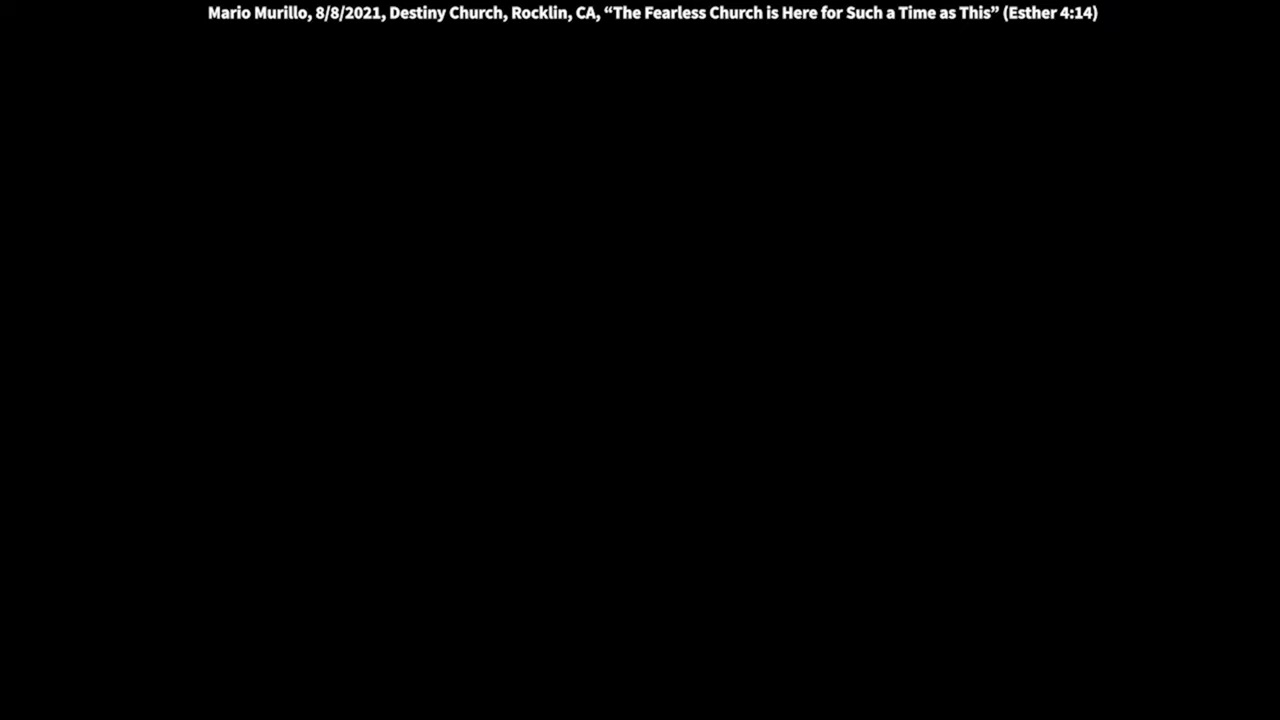 Mario Murillo, 8/8/2021, Destiny Church, Rocklin, CA, “The Fearless Church is Here for Such a Time as This” (Esther 4:14)